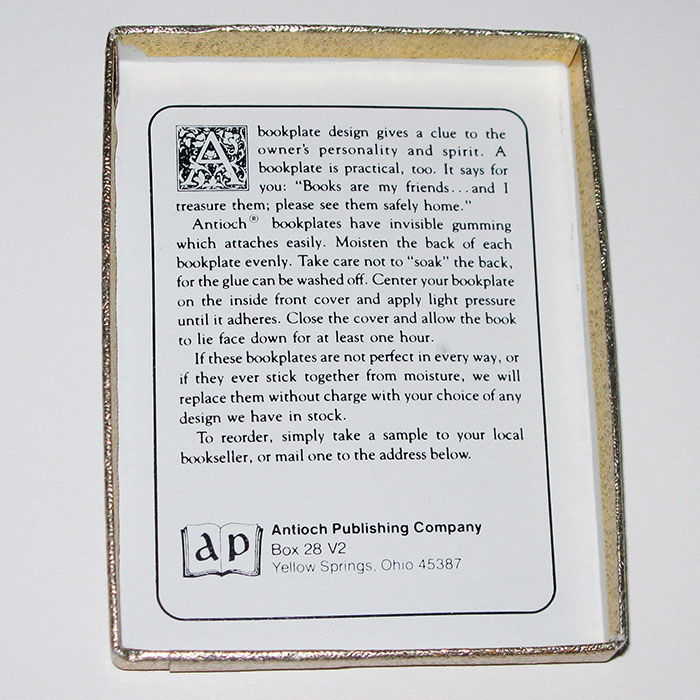 A bookplate design gives a clue to the
owner's personality and spirit. A
bookplate is practical, too. It says for
you: "Books are my friends...and I
treasure them; please see them safely home."
Antioch® bookplates have invisible gumming
which attaches easily. Moisten the back of each
bookplate evenly. Take care not to "soak" the back,
for the glue can be washed off. Center your bookplate
on the inside front cover and apply light pressure
until it adheres. Close the cover and allow the book
to lie face down for at least one hour.
If these bookplates are not perfect in every way, or
if they ever stick together from moisture, we will
replace them without charge with your choice of any
design we have in stock.
To reorder, simply take a sample to your local
bookseller, or mail one to the address below.
ap
Antioch Publishing Company
Box 28 V2
Yellow Springs, Ohio 45387